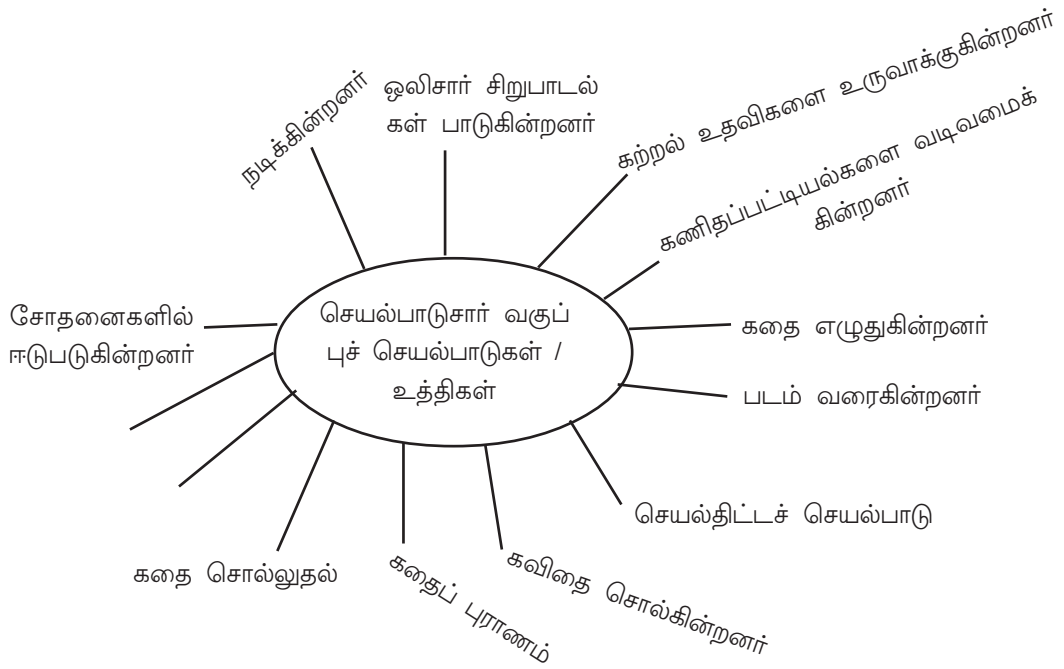 நடிக்கின்றனர்
ஒலிசார் சிறுபாடல்
கள் பாடுகின்றனர்
கற்றல் உதவிகளை உருவாக்குகின்றனர்
கணிதப்பட்டியல்களை வடிவமைக்
கின்றனர்
சோதனைகளில்
ஈடுபடுகின்றனர்
செயல்பாடுசார் வகுப்
புச் செயல்பாடுகள் /
உத்திகள்
கதை எழுதுகின்றனர்
படம் வரைகின்றனர்
செயல்திட்டச் செயல்பாடு
கதை சொல்லுதல்
கதைப் புராணம்
கவிதை சொல்கின்றனர்